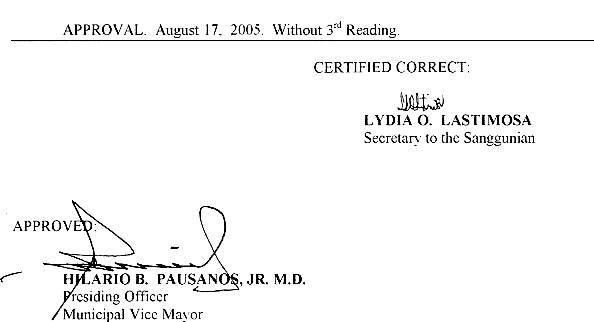 APPROVAL. August 17, 2005. Without 3rd Reading.
CERTIFIED CORRECT:
LYDIA O. LASTIMOSA
Secretary to the Sanggunian
APPROVED:
HILARIO B. PAUSANOS, JR. M.D.
Presiding Officer
Municipal Vice Mayor